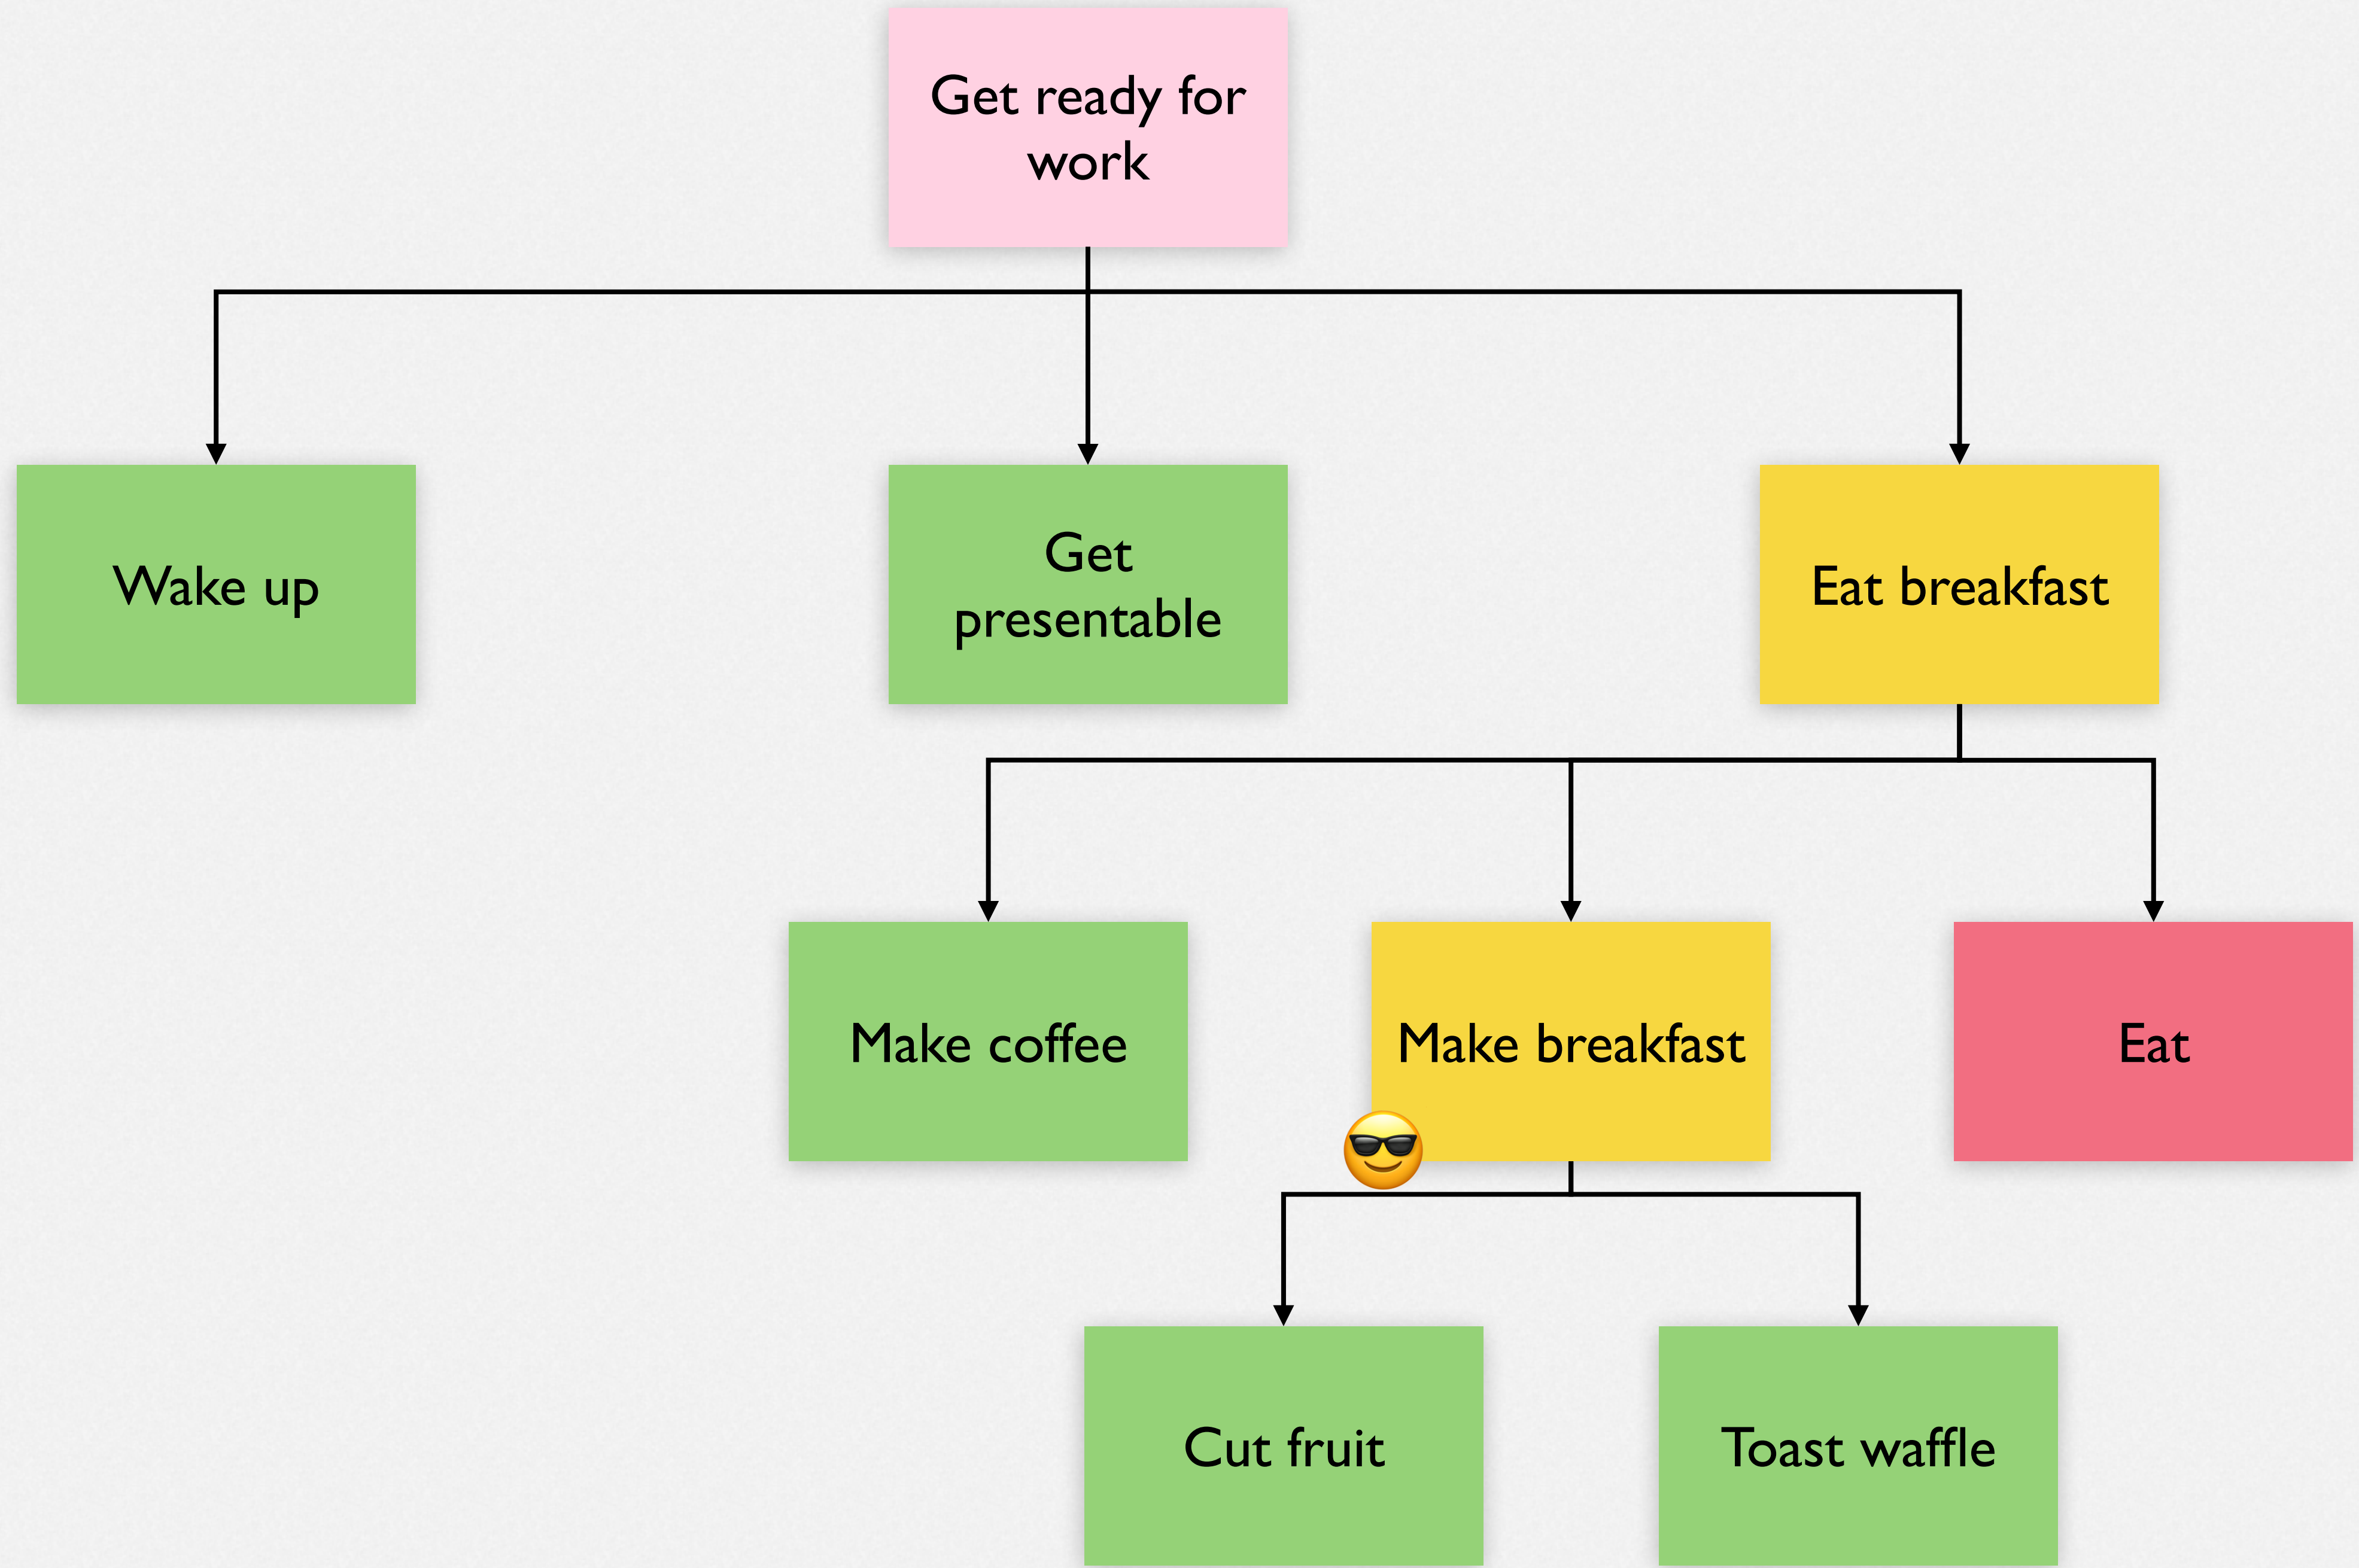 Get ready for
work
Wake up
Get
presentable
Eat breakfast
Make coffee
Make breakfast
Eat
Cut fruit
Toast waffle